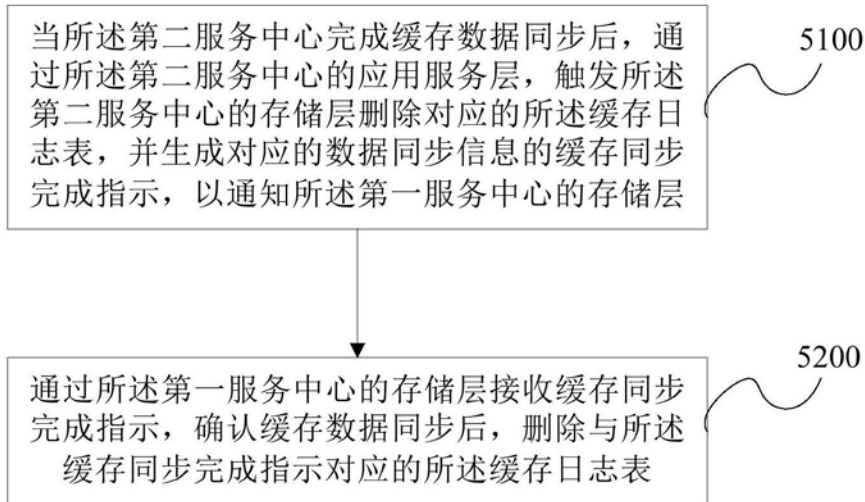 当所述第二服务中心完成缓存数据同步后，通
过所述第二服务中心的应用服务层，触发所述
第二服务中心的存储层删除对应的所述缓存日
志表，并生成对应的数据同步信息的缓存同步
完成指示，以通知所述第一服务中心的存储层
5100
通过所述第一服务中心的存储层接收缓存同步
完成指示，确认缓存数据同步后，删除与所述
缓存同步完成指示对应的所述缓存日志表
5200